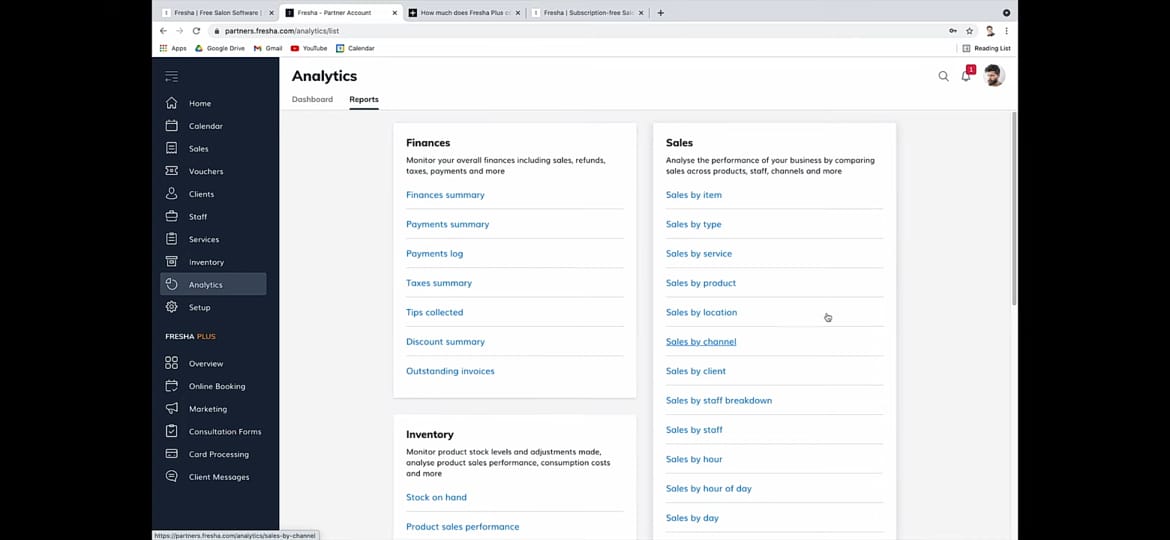 Fresha | Free Salon Software |
Fresha - Partner Account
How much does Fresha Plus c
Fresha | Subscription-free Sal
partners.fresha.com/analytics/list
Apps
Google Drive
Gmail
YouTube
Calendar
Reading List
Home
Calendar
Sales
Vouchers
Clients
Staff
Services
Inventory
Analytics
Setup
FRESHA PLUS
Overview
Online Booking
Marketing
Consultation Forms
Card Processing
Client Messages
Analytics
1
Dashboard
Reports
Finances
Monitor your overall finances including sales, refunds,
taxes, payments and more
Finances summary
Payments summary
Payments log
Taxes summary
Tips collected
Discount summary
Outstanding invoices
Inventory
Monitor product stock levels and adjustments made,
analyse product sales performance, consumption costs
and more
Stock on hand
Product sales performance
Sales
Analyse the performance of your business by comparing
sales across products, staff, channels and more
Sales by item
Sales by type
Sales by service
Sales by product
Sales by location
Sales by channel
Sales by client
Sales by staff breakdown
Sales by staff
Sales by hour
Sales by hour of day
Sales by day
https://partners.fresha.com/analytics/sales-by-channel